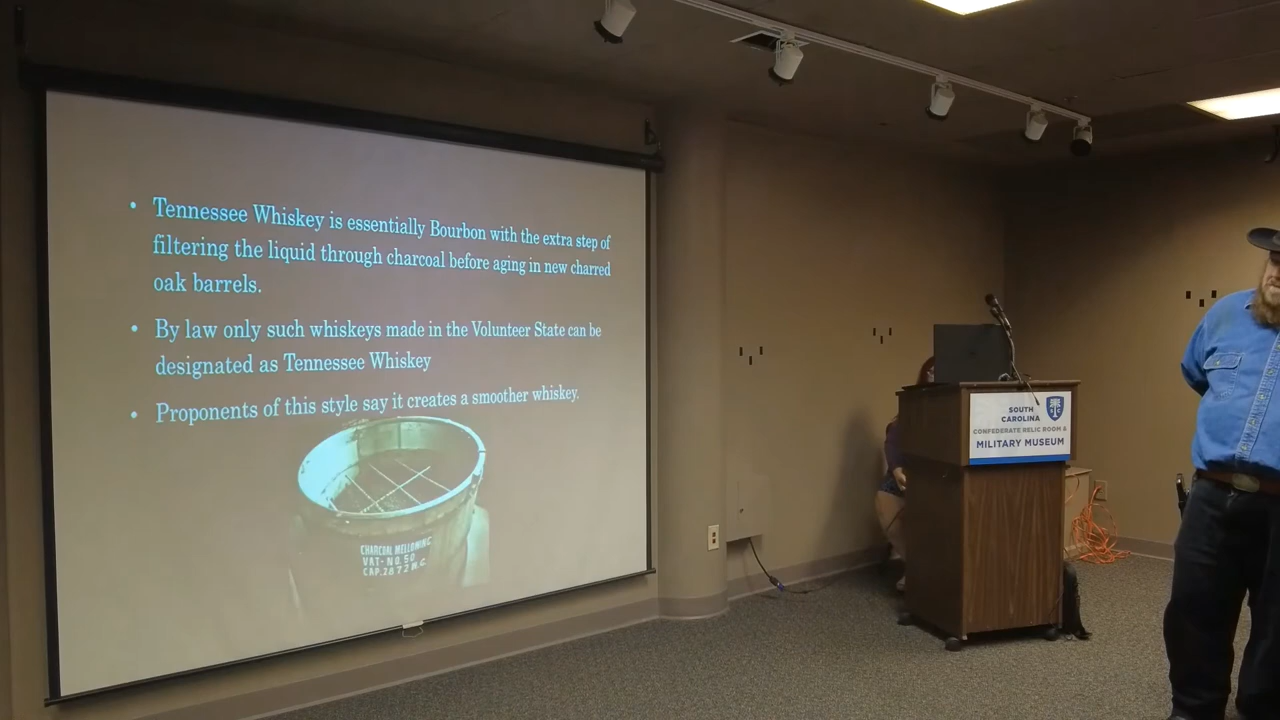 • Tennessee Whiskey is essentially Bourbon with the extra step of
filtering the liquid through charcoal before aging in new charred
oak barrels.
• By law only such whiskeys made in the Volunteer State can be
designated as Tennessee Whiskey
• Proponents of this style say it creates a smoother whiskey.
CHARCOAL MELLOWING
VAT-NO.50
CAP.2872 W.G.
SOUTH
CAROLINA
CONFEDERATE RELIC ROOM &
MILITARY MUSEUM